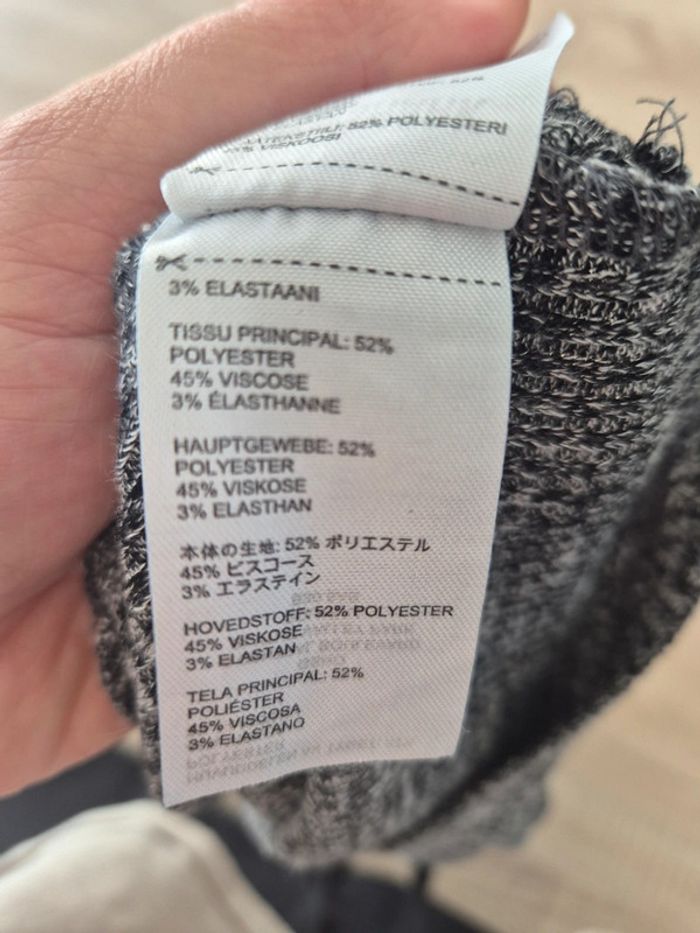 52% POLYESTERI
VISKOOSI
3% ELASTAANI
TISSU PRINCIPAL: 52%
POLYESTER
45% VISCOSE
3% ÉLASTHANNE
HAUPTGEWEBE: 52%
POLYESTER
45% VISKOSE
3% ELASTHAN
本体の生地: 52% ポリエステル
45% ビスコース
3% エラステイン
HOVEDSTOFF: 52% POLYESTER
45% VISKOSE
3% ELASTAN
TELA PRINCIPAL: 52%
POLIÉSTER
45% VISCOSA
3% ELASTANO